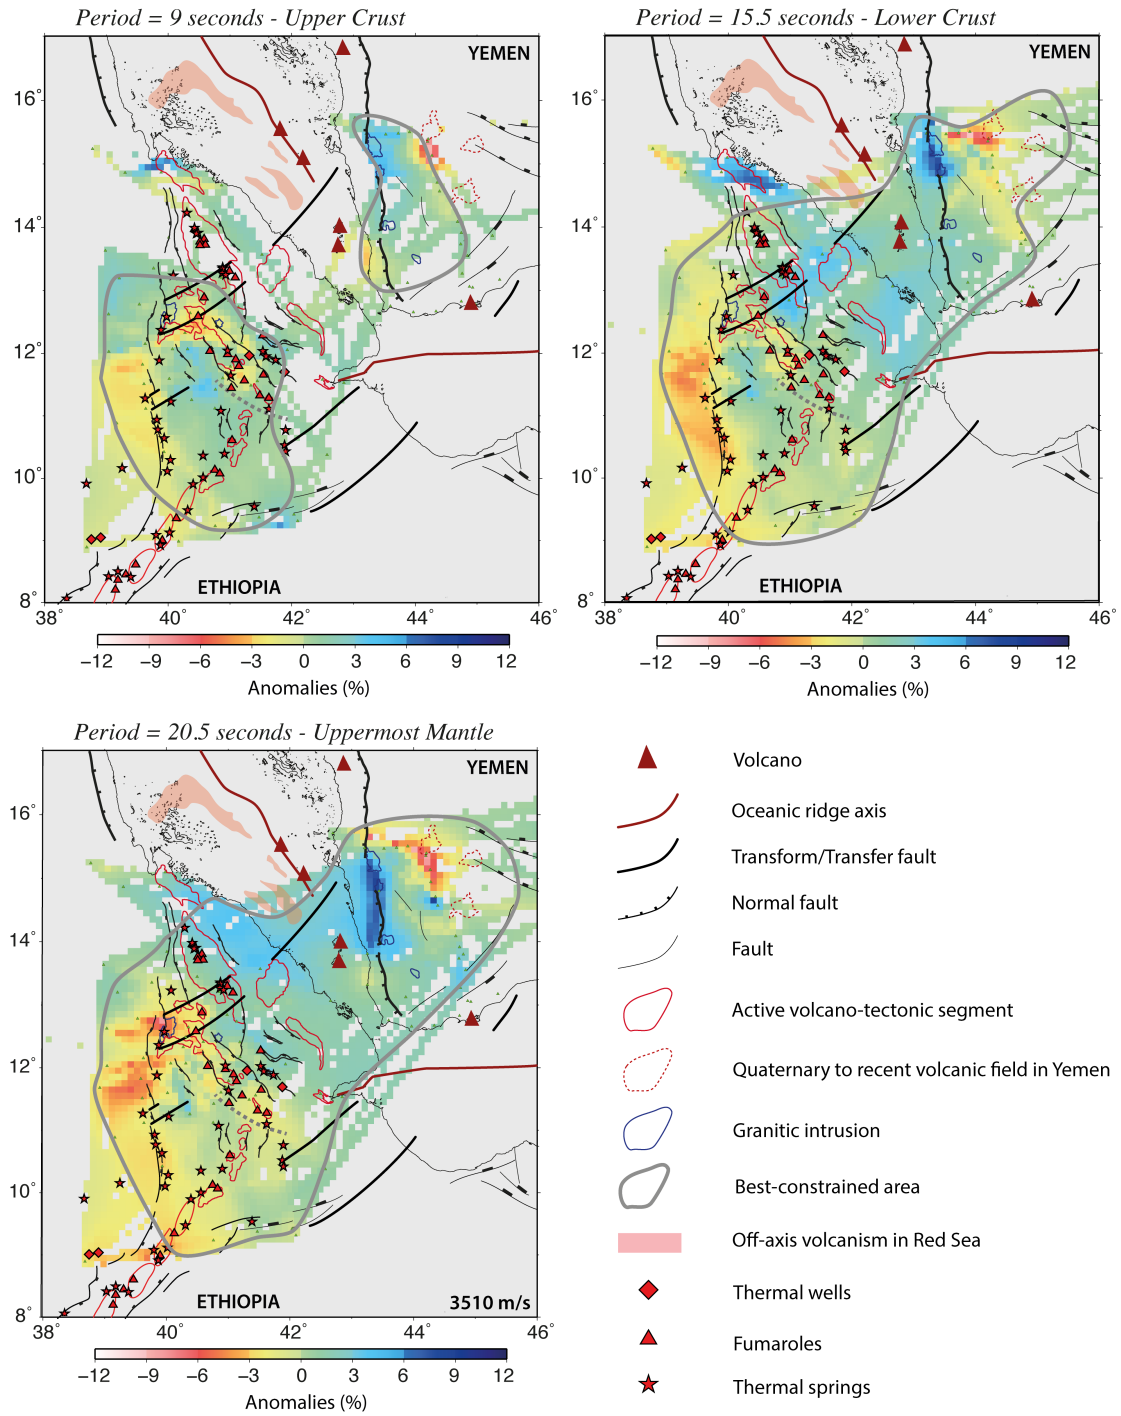 Period = 9 seconds - Upper Crust
YEMEN
16°
14°
12°
10°
8°
ETHIOPIA
38° 40° 42° 44° 46°
−12 −9 −6 −3 0 3 6 9 12
Anomalies (%)
Period = 15.5 seconds - Lower Crust
YEMEN
16°
14°
12°
10°
8°
ETHIOPIA
38° 40° 42° 44° 46°
−12 −9 −6 −3 0 3 6 9 12
Anomalies (%)
Period = 20.5 seconds - Uppermost Mantle
YEMEN
16°
14°
12°
10°
8°
ETHIOPIA
3510 m/s
38° 40° 42° 44° 46°
−12 −9 −6 −3 0 3 6 9 12
Anomalies (%)
Volcano
Oceanic ridge axis
Transform/Transfer fault
Normal fault
Fault
Active volcano-tectonic segment
Quaternary to recent volcanic field in Yemen
Granitic intrusion
Best-constrained area
Off-axis volcanism in Red Sea
Thermal wells
Fumaroles
Thermal springs